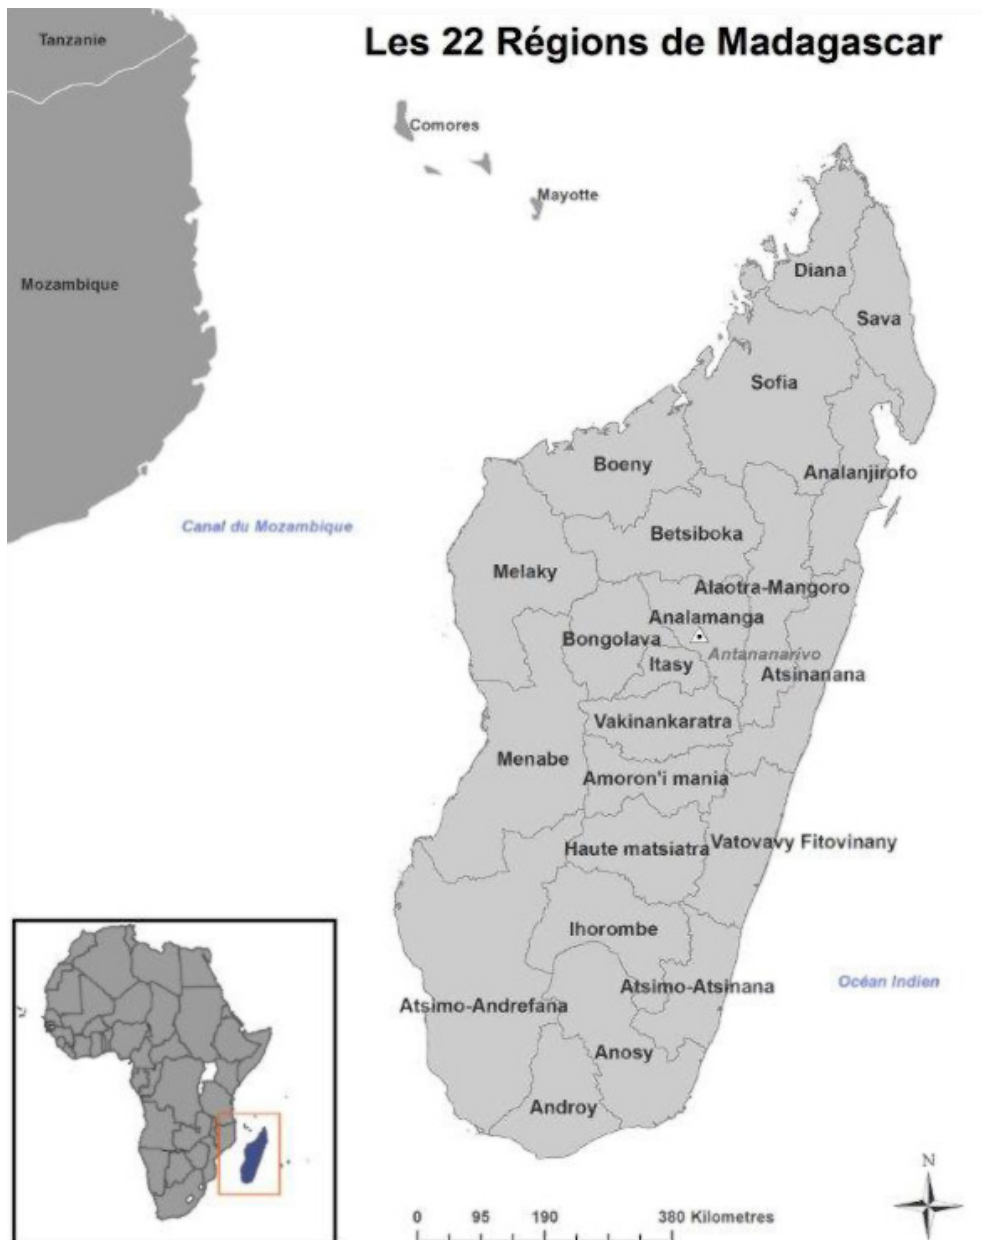 Les 22 Régions de Madagascar
Tanzanie
Comores
Mayotte
Mozambique
Diana
Sava
Sofia
Boeny
Analanjirofo
Canal du Mozambique
Betsiboka
Melaky
Alaotra-Mangoro
Analamanga
Bongolava
Antananarivo
Itasy
Atsinanana
Vakinankaratra
Menabe
Amoron'i mania
Haute matsiatra
Vatovavy Fitovinany
Ihorombe
Océan Indien
Atsimo-Atsinana
Atsimo-Andrefana
Anosy
Androy
N
0 95 190 380 Kilometres